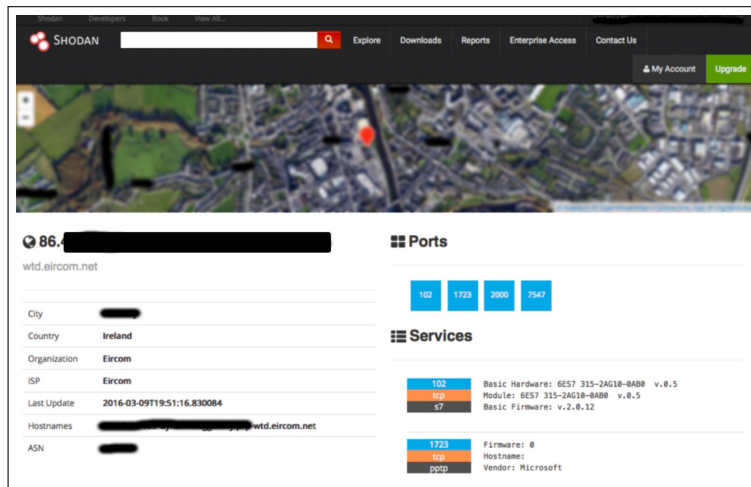 Shodan Developers Book View All...
SHODAN Explore Downloads Reports Enterprise Access Contact Us
My Account Upgrade
+
-
86.
wtd.eircom.net
City
Country Ireland
Organization Eircom
ISP Eircom
Last Update 2016-03-09T19:51:16.830084
Hostnames wtd.eircom.net
ASN
Ports
102 1723 2000 7547
Services
102
tcp
s7
Basic Hardware: 6ES7 315-2AG10-0AB0 v.0.5
Module: 6ES7 315-2AG10-0AB0 v.0.5
Basic Firmware: v.2.0.12
1723
tcp
pptp
Firmware: 0
Hostname:
Vendor: Microsoft